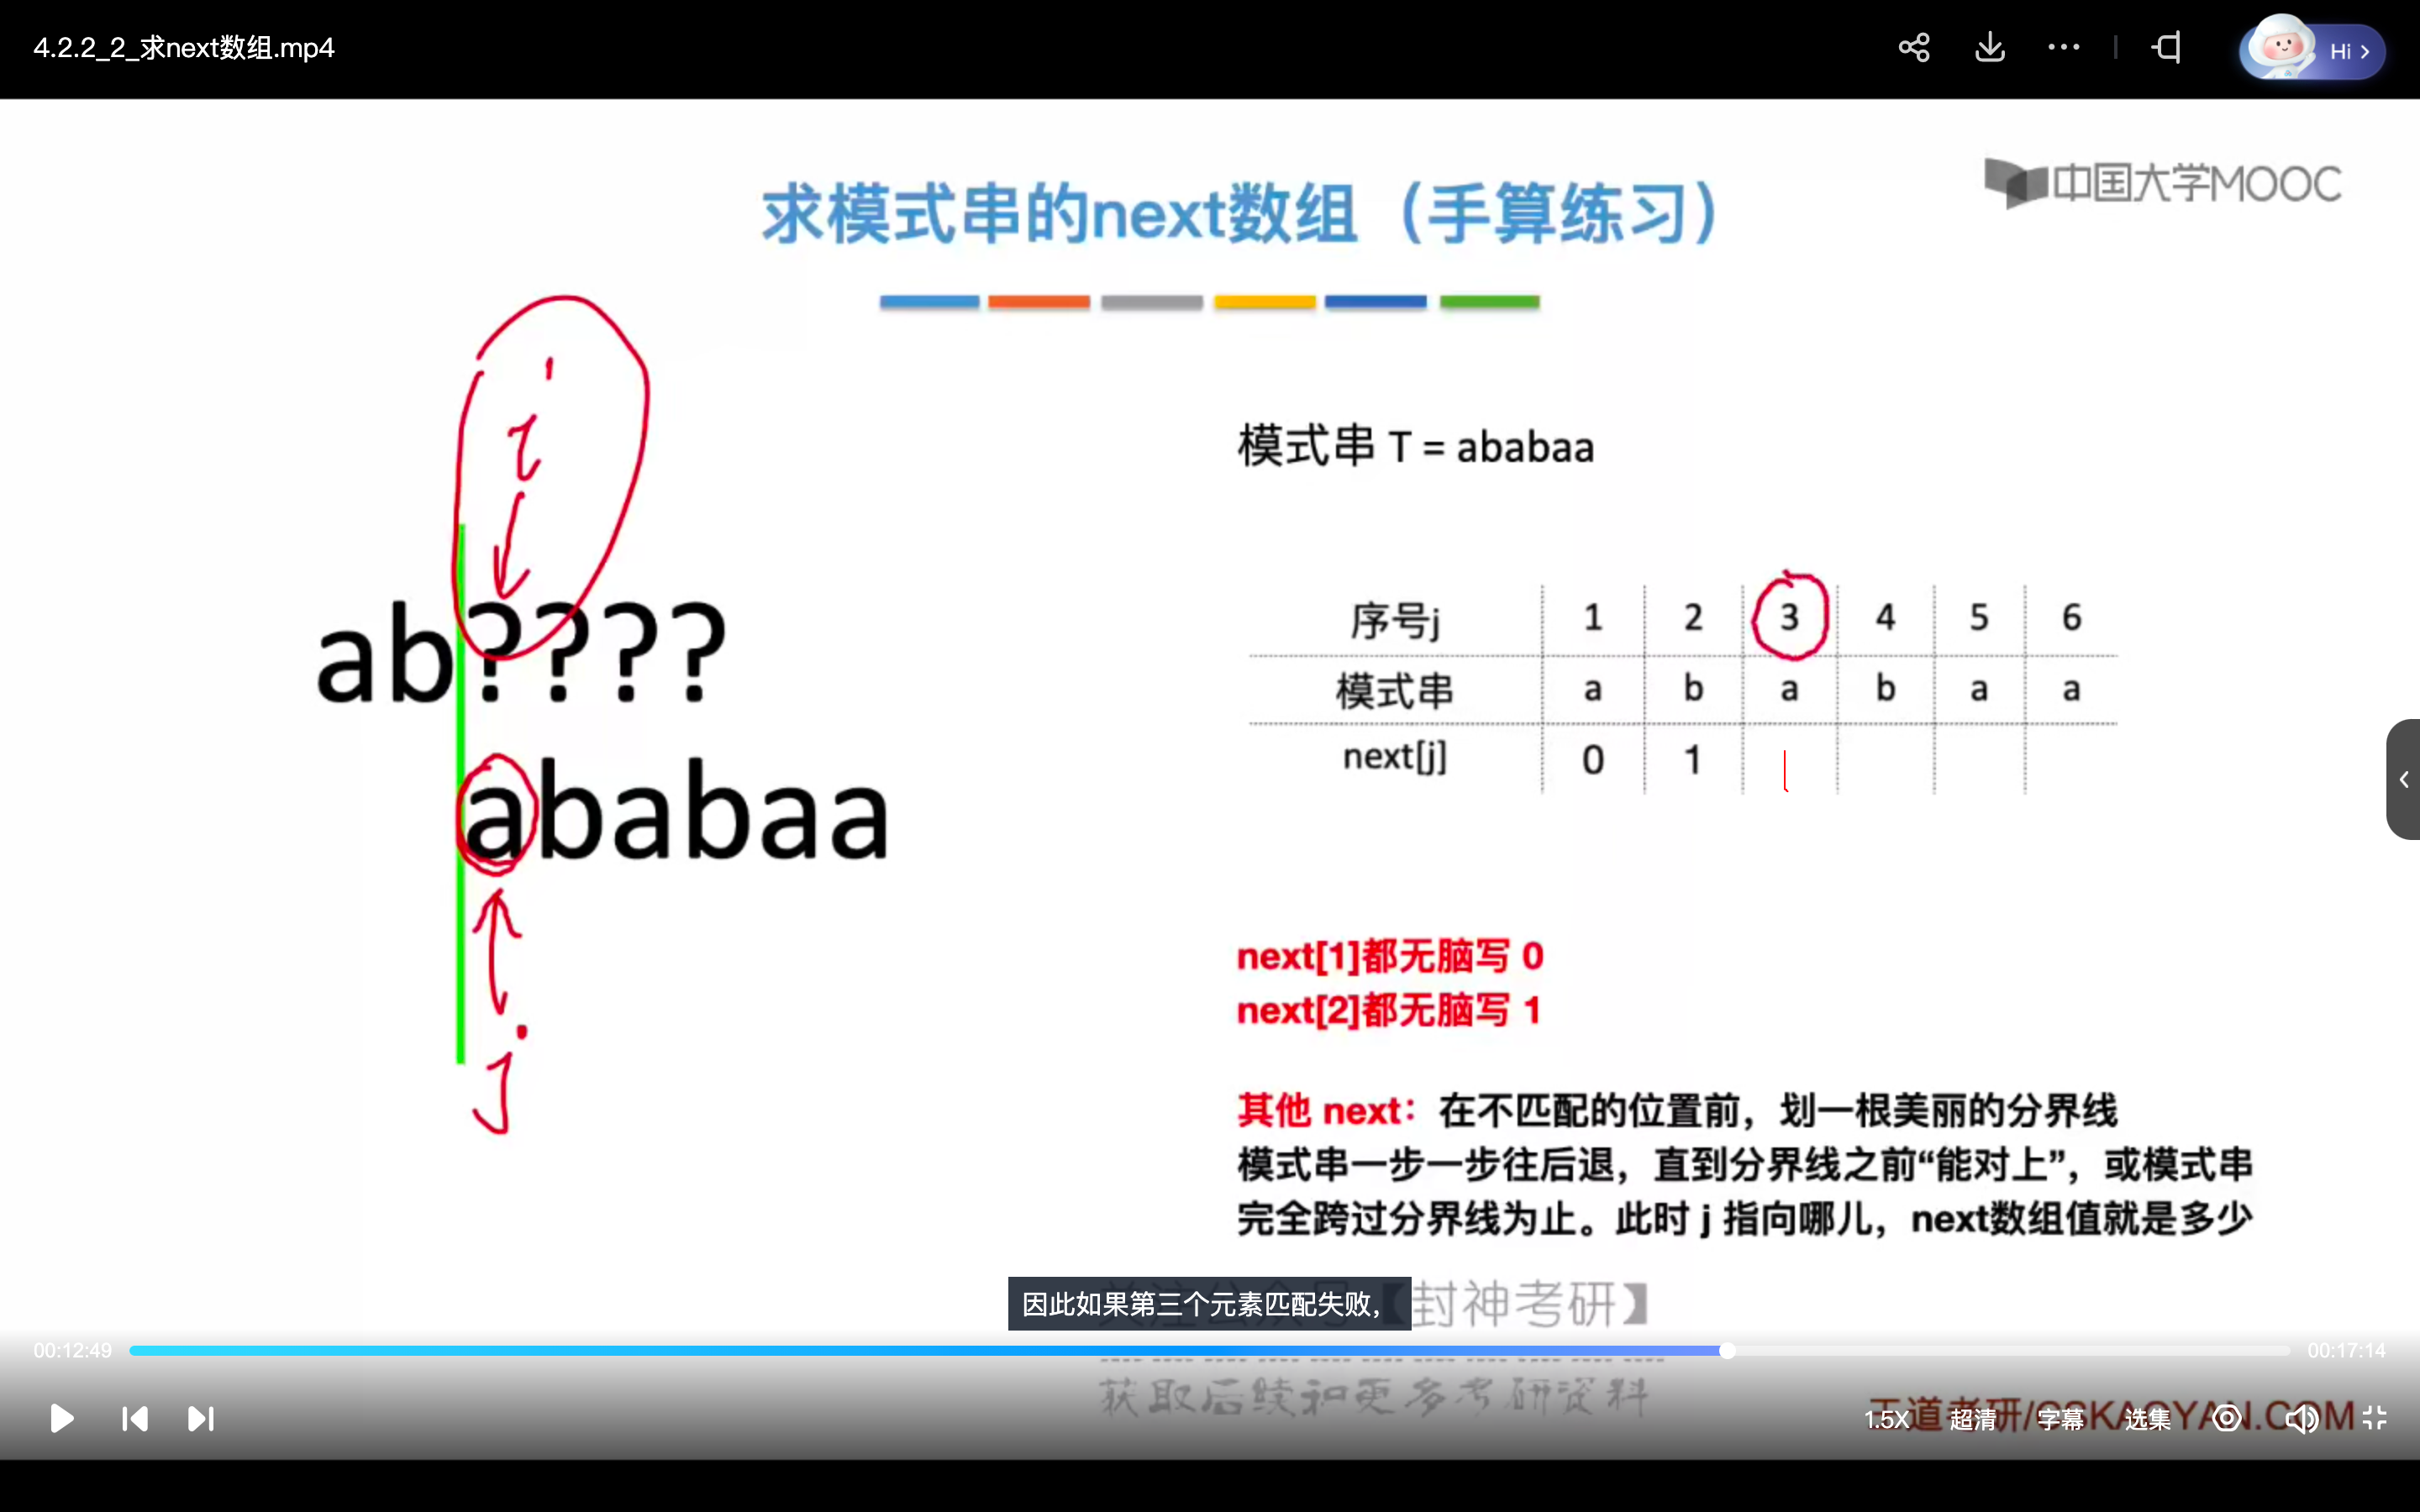 4.2.2_2_求next数组.mp4
Hi
中国大学MOOC
求模式串的next数组（手算练习）
i
模式串 T = ababaa
ab????
ababaa
j
序号j 1 2 3 4 5 6
模式串 a b a b a a
next[j] 0 1
next[1]都无脑写 0
next[2]都无脑写 1
其他 next：在不匹配的位置前，划一根美丽的分界线
模式串一步一步往后退，直到分界线之前“能对上”，或模式串
完全跨过分界线为止。此时 j 指向哪儿，next数组值就是多少
【封神考研】
因此如果第三个元素匹配失败，
00:12:49
00:17:14
获取后续和更多考研资料
王道考研/CSKAOYAN.COM
1.5X 超清 字幕 选集